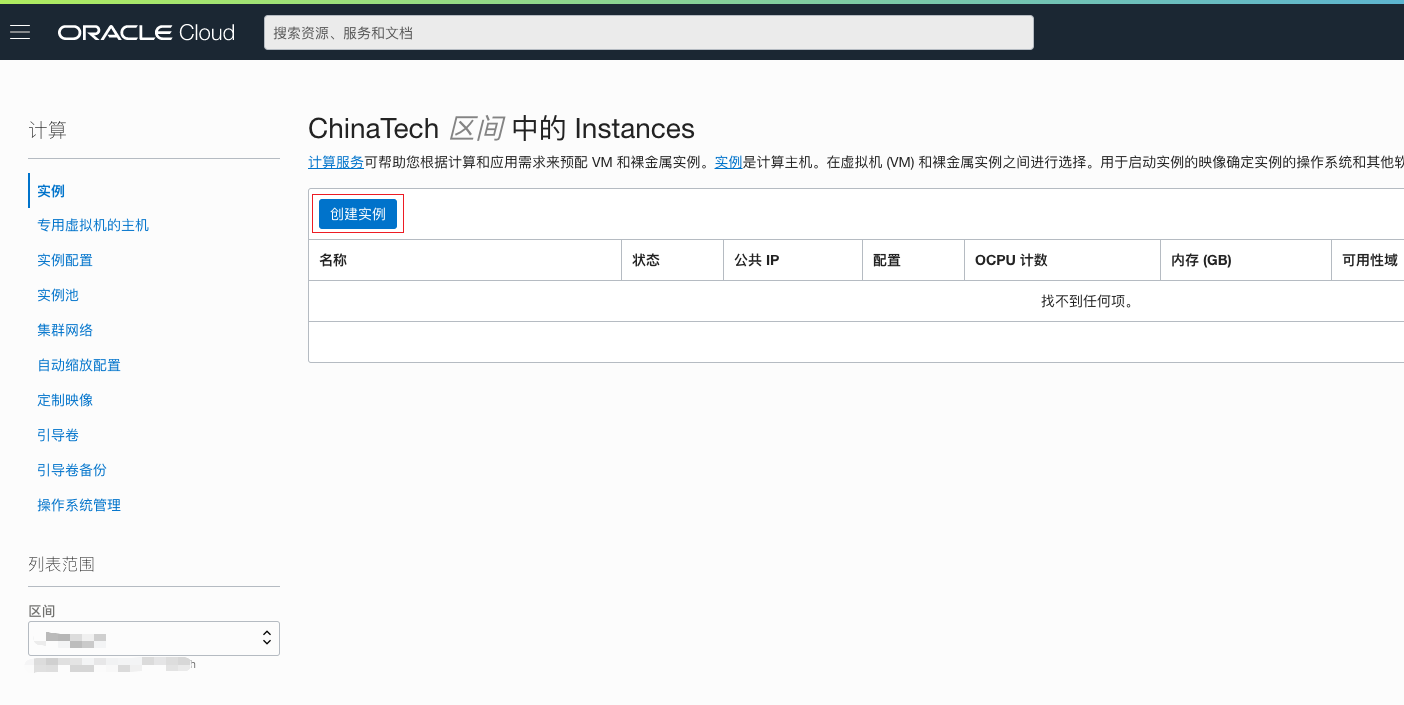 ORACLE Cloud
搜索资源、服务和文档
计算
实例
专用虚拟机的主机
实例配置
实例池
集群网络
自动缩放配置
定制映像
引导卷
引导卷备份
操作系统管理
列表范围
区间
h
ChinaTech 区间 中的 Instances
计算服务可帮助您根据计算和应用需求来预配 VM 和裸金属实例。实例是计算主机。在虚拟机 (VM) 和裸金属实例之间进行选择。用于启动实例的映像确定实例的操作系统和其他软
创建实例
名称 状态 公共 IP 配置 OCPU 计数 内存 (GB) 可用性域
找不到任何项。